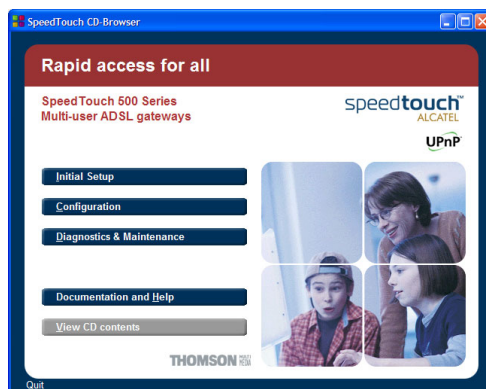 SpeedTouch CD-Browser
Rapid access for all
SpeedTouch 500 Series
Multi-user ADSL gateways
speedtouch™
ALCATEL
UPnP
Initial Setup
Configuration
Diagnostics & Maintenance
Documentation and Help
View CD contents
THOMSON
Quit